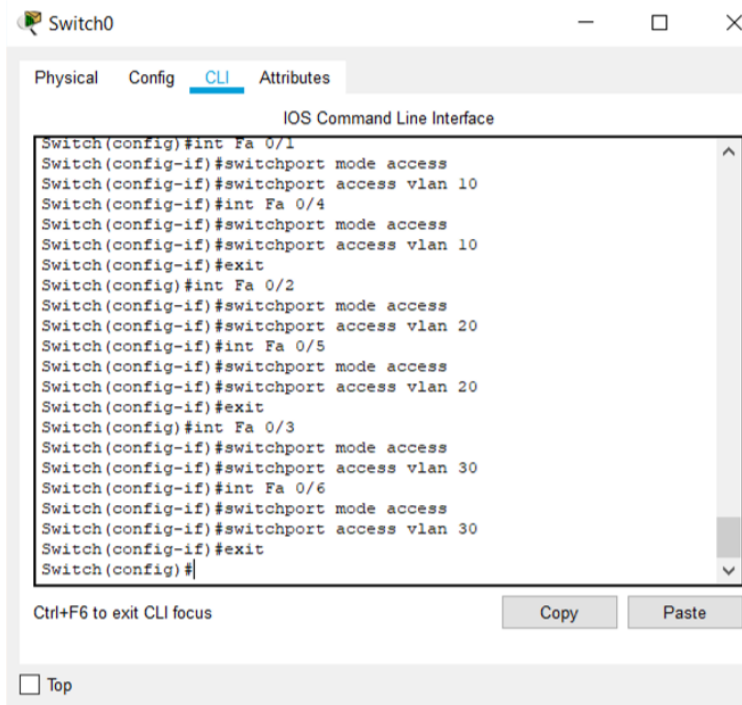 Switch0
Physical Config CLI Attributes
IOS Command Line Interface
Switch(config)#int Fa 0/1
Switch(config-if)#switchport mode access
Switch(config-if)#switchport access vlan 10
Switch(config-if)#int Fa 0/4
Switch(config-if)#switchport mode access
Switch(config-if)#switchport access vlan 10
Switch(config-if)#exit
Switch(config)#int Fa 0/2
Switch(config-if)#switchport mode access
Switch(config-if)#switchport access vlan 20
Switch(config-if)#int Fa 0/5
Switch(config-if)#switchport mode access
Switch(config-if)#switchport access vlan 20
Switch(config-if)#exit
Switch(config)#int Fa 0/3
Switch(config-if)#switchport mode access
Switch(config-if)#switchport access vlan 30
Switch(config-if)#int Fa 0/6
Switch(config-if)#switchport mode access
Switch(config-if)#switchport access vlan 30
Switch(config-if)#exit
Switch(config)#
Ctrl+F6 to exit CLI focus Copy Paste
Top